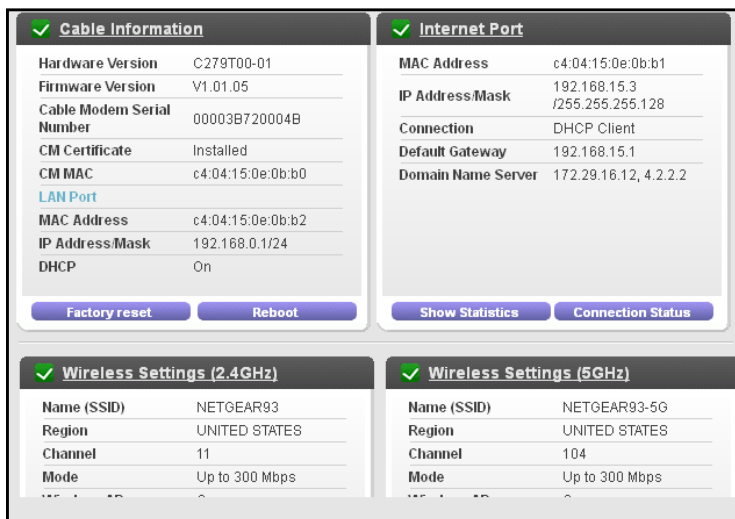 Cable Information
Hardware Version C279T00-01
Firmware Version V1.01.05
Cable Modem Serial
Number 00003B720004B
CM Certificate Installed
CM MAC c4:04:15:0e:0b:b0
LAN Port
MAC Address c4:04:15:0e:0b:b2
IP Address/Mask 192.168.0.1/24
DHCP On
Factory reset Reboot
Internet Port
MAC Address c4:04:15:0e:0b:b1
IP Address/Mask 192.168.15.3
/255.255.255.128
Connection DHCP Client
Default Gateway 192.168.15.1
Domain Name Server 172.29.16.12, 4.2.2.2
Show Statistics Connection Status
Wireless Settings (2.4GHz)
Name (SSID) NETGEAR93
Region UNITED STATES
Channel 11
Mode Up to 300 Mbps
Wireless Settings (5GHz)
Name (SSID) NETGEAR93-5G
Region UNITED STATES
Channel 104
Mode Up to 300 Mbps